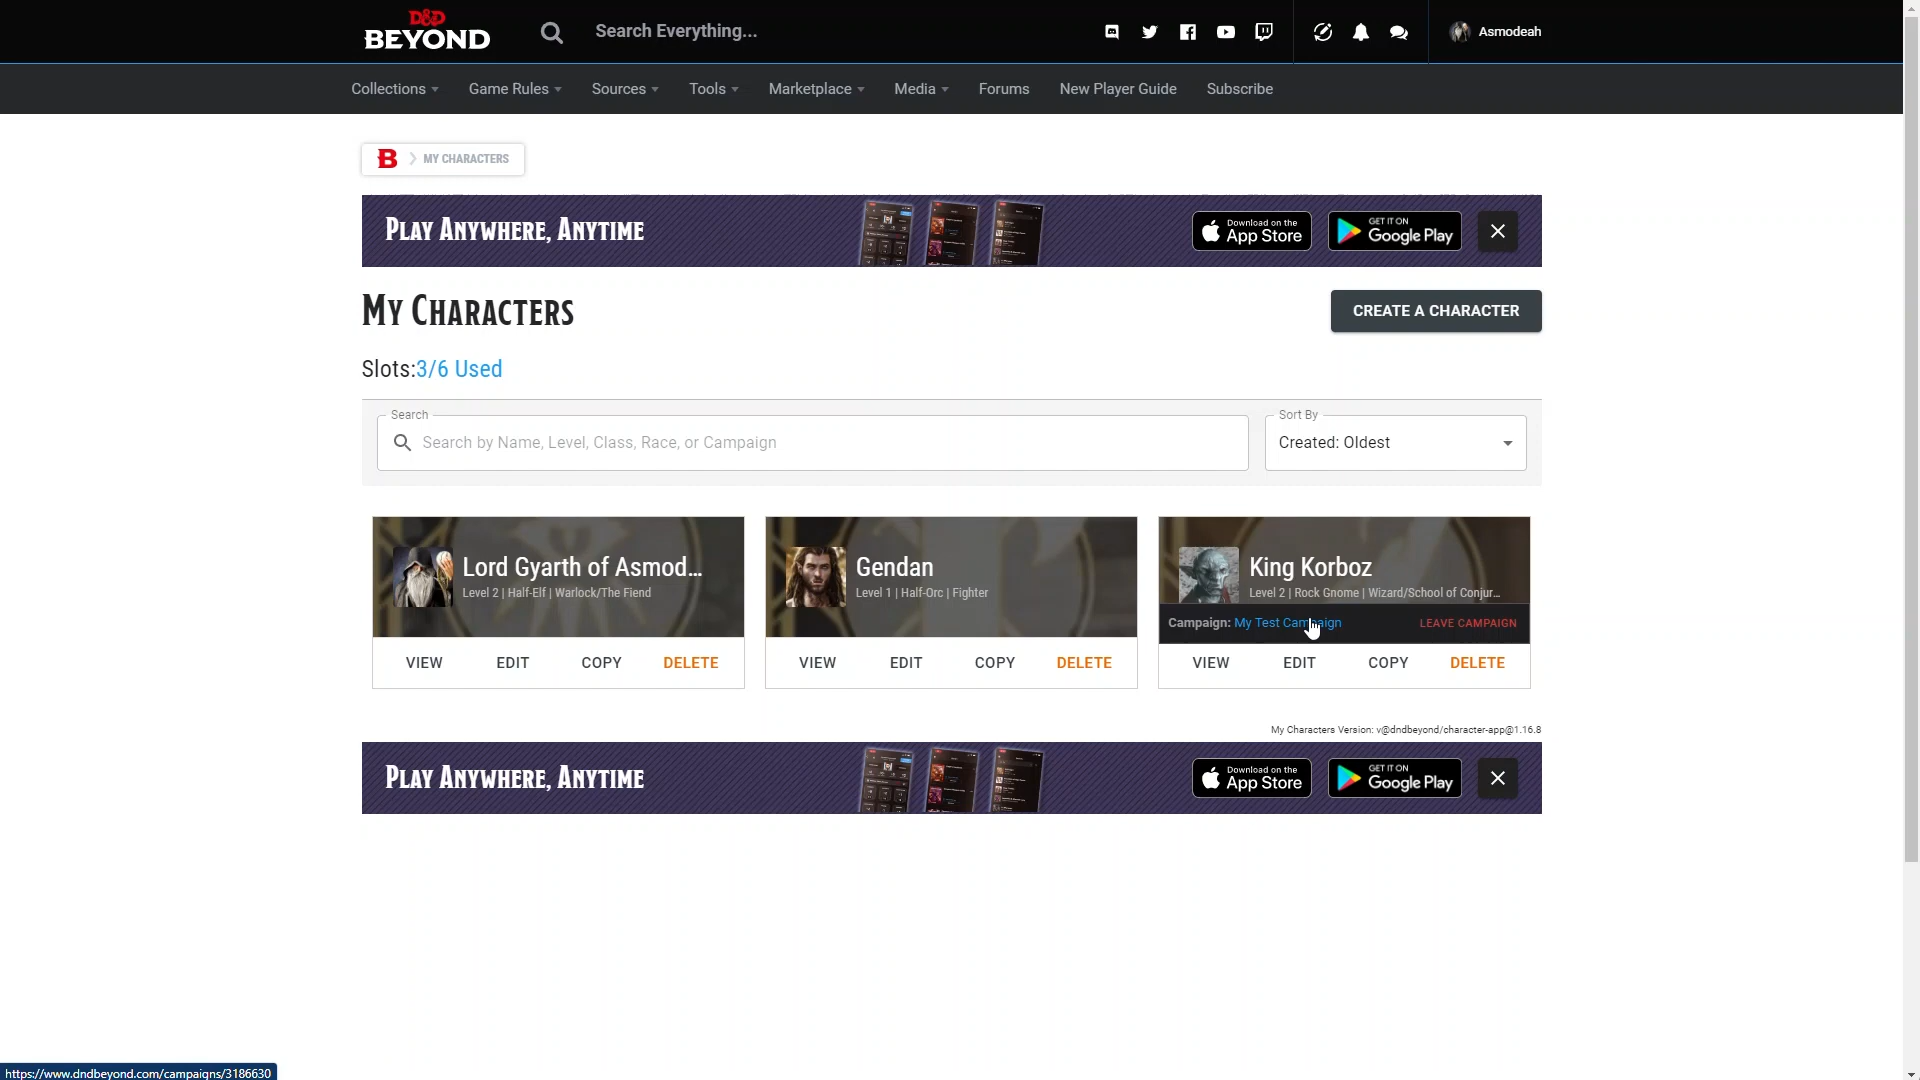 D&D
BEYOND
Search Everything...
Asmodeah
Collections
Game Rules
Sources
Tools
Marketplace
Media
Forums
New Player Guide
Subscribe
B
MY CHARACTERS
PLAY ANYWHERE, ANYTIME
Download on the
App Store
GET IT ON
Google Play
MY CHARACTERS
CREATE A CHARACTER
Slots:3/6 Used
Search
Search by Name, Level, Class, Race, or Campaign
Sort By
Created: Oldest
Lord Gyarth of Asmod...
Level 2 | Half-Elf | Warlock/The Fiend
VIEW
EDIT
COPY
DELETE
Gendan
Level 1 | Half-Orc | Fighter
VIEW
EDIT
COPY
DELETE
King Korboz
Level 2 | Rock Gnome | Wizard/School of Conjur...
Campaign: My Test Campaign
LEAVE CAMPAIGN
VIEW
EDIT
COPY
DELETE
My Characters Version: v@dndbeyond/character-app@1.16.8
PLAY ANYWHERE, ANYTIME
Download on the
App Store
GET IT ON
Google Play
https://www.dndbeyond.com/campaigns/3186630